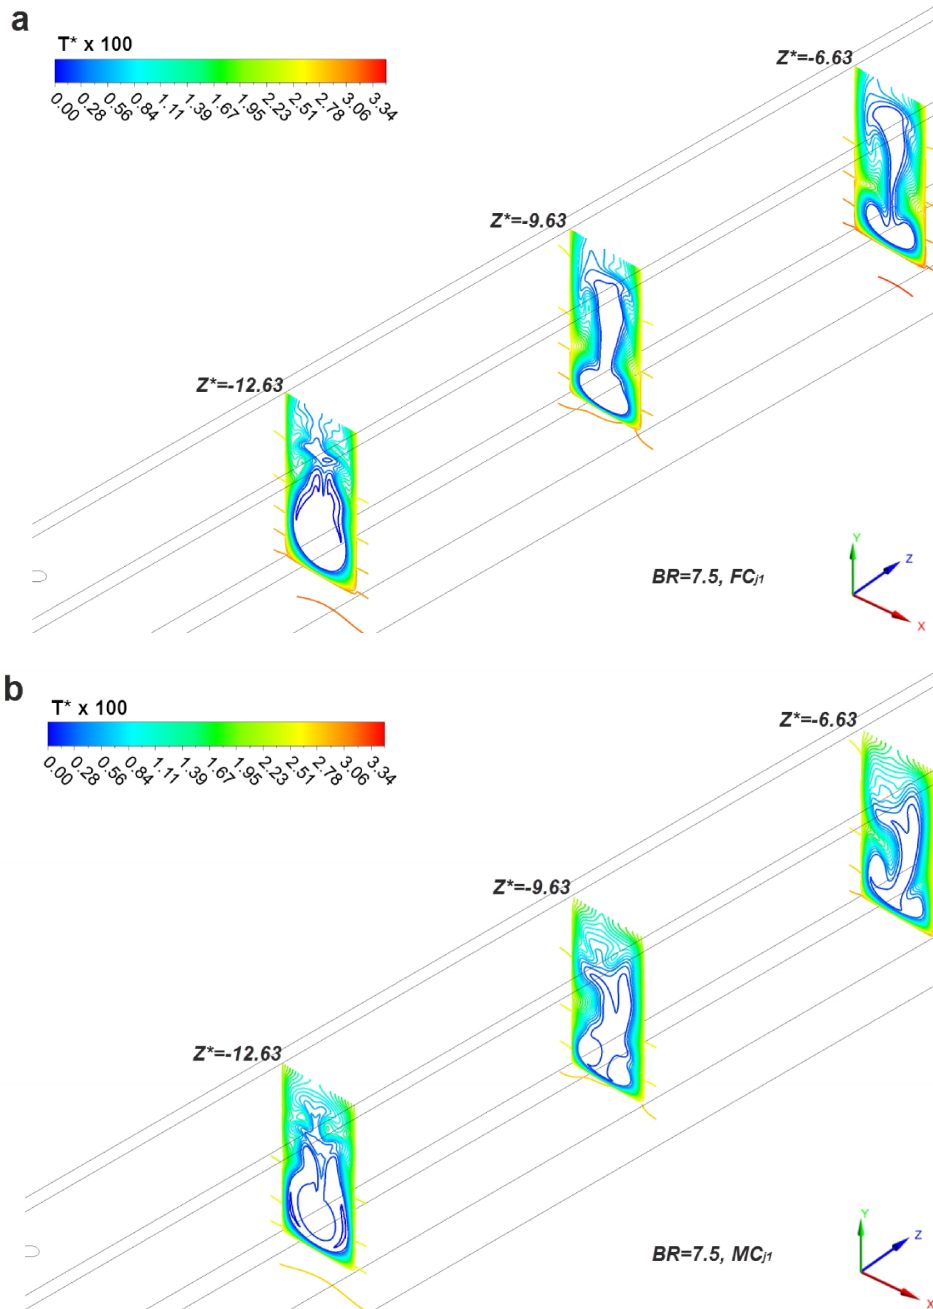 a
T* x 100
0.00 0.28 0.56 0.84 1.11 1.39 1.67 1.95 2.23 2.51 2.78 3.06 3.34
Z*=-6.63
Z*=-9.63
Z*=-12.63
BR=7.5, FCj1
Y
Z
X
b
T* x 100
0.00 0.28 0.56 0.84 1.11 1.39 1.67 1.95 2.23 2.51 2.78 3.06 3.34
Z*=-6.63
Z*=-9.63
Z*=-12.63
BR=7.5, MCj1
Y
Z
X